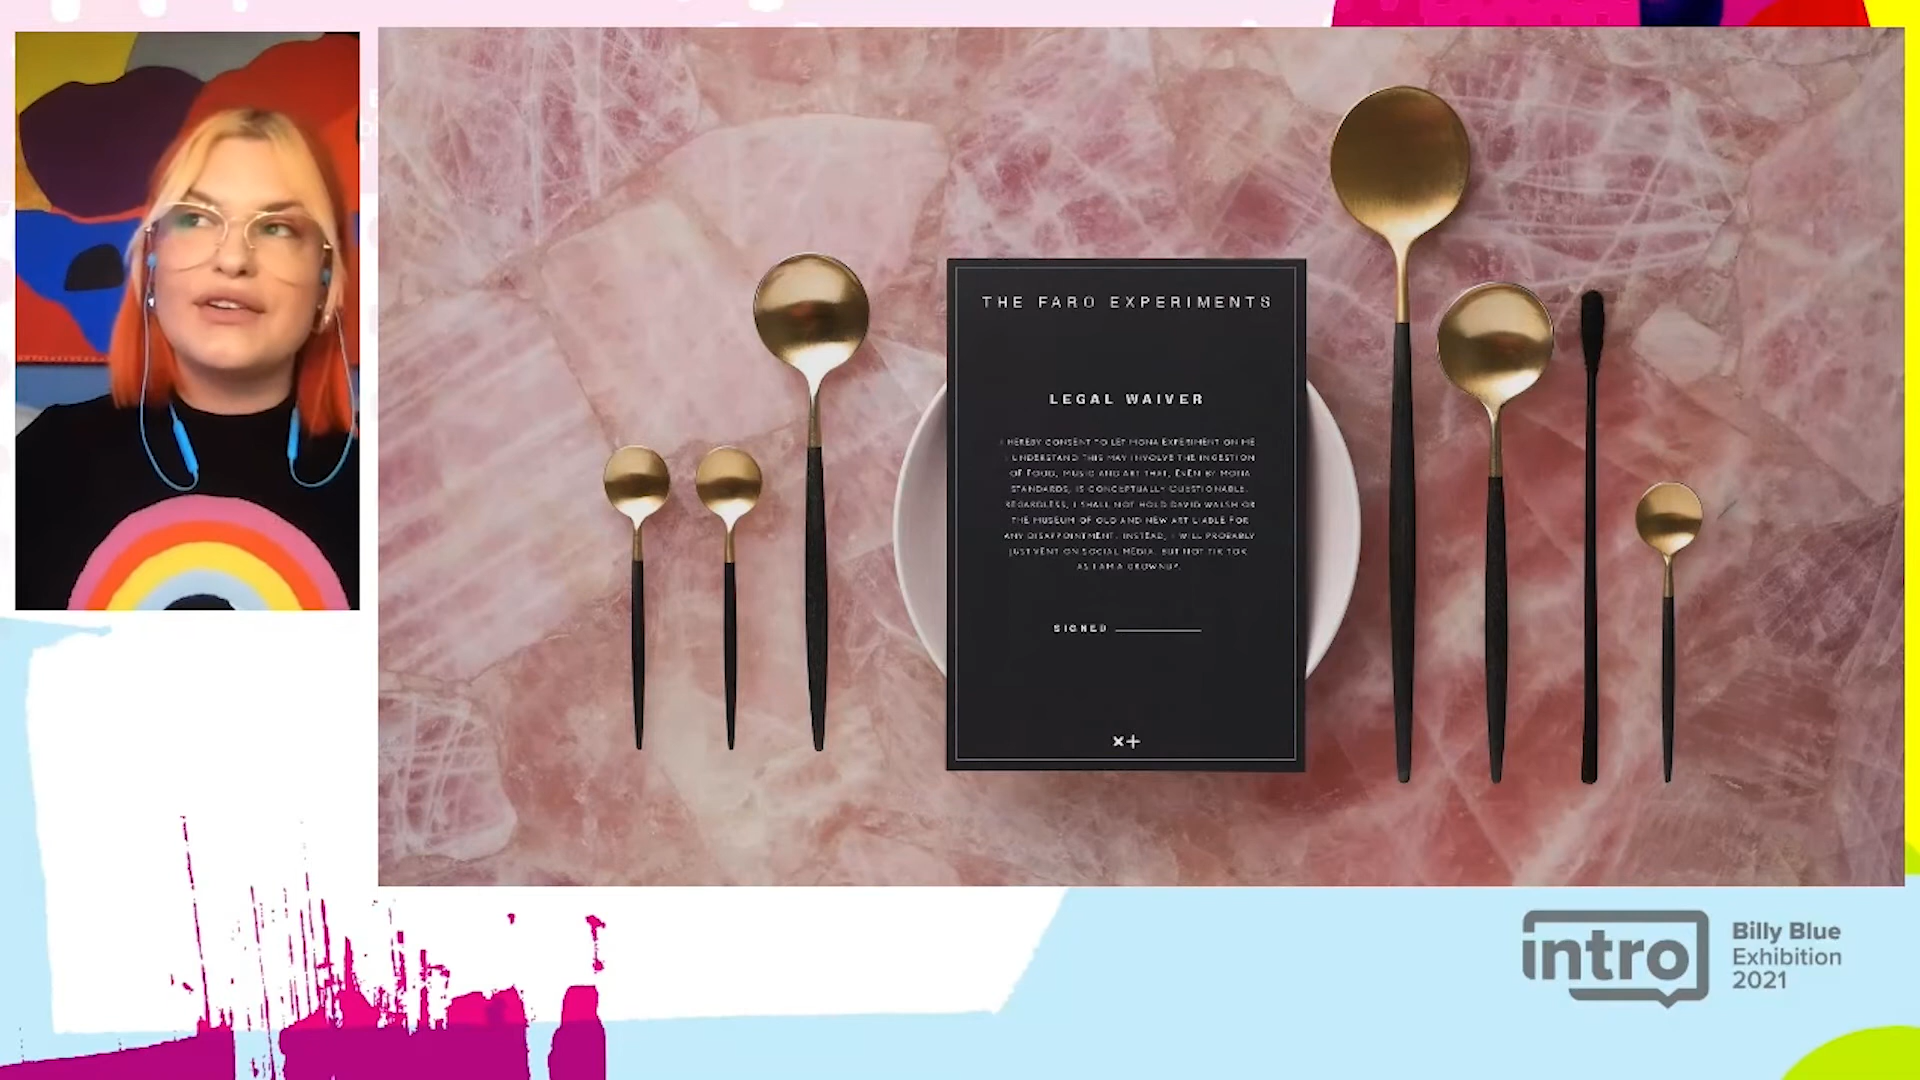 THE FARO EXPERIMENTS
LEGAL WAIVER
I HEREBY CONSENT TO LET MONA EXPERIMENT ON ME
I UNDERSTAND THIS MAY INVOLVE THE INGESTION
OF FOOD, MUSIC AND ART THAT, EVEN BY MONA
STANDARDS, IS CONCEPTUALLY QUESTIONABLE.
REGARDLESS, I SHALL NOT HOLD DAVID WALSH OR
THE MUSEUM OF OLD AND NEW ART LIABLE FOR
ANY DISAPPOINTMENT. INSTEAD, I WILL PROBABLY
JUST VENT ON SOCIAL MEDIA. BUT NOT TIK TOK
AS I AM A GROWNUP.
SIGNED
×+
intro
Billy Blue
Exhibition
2021